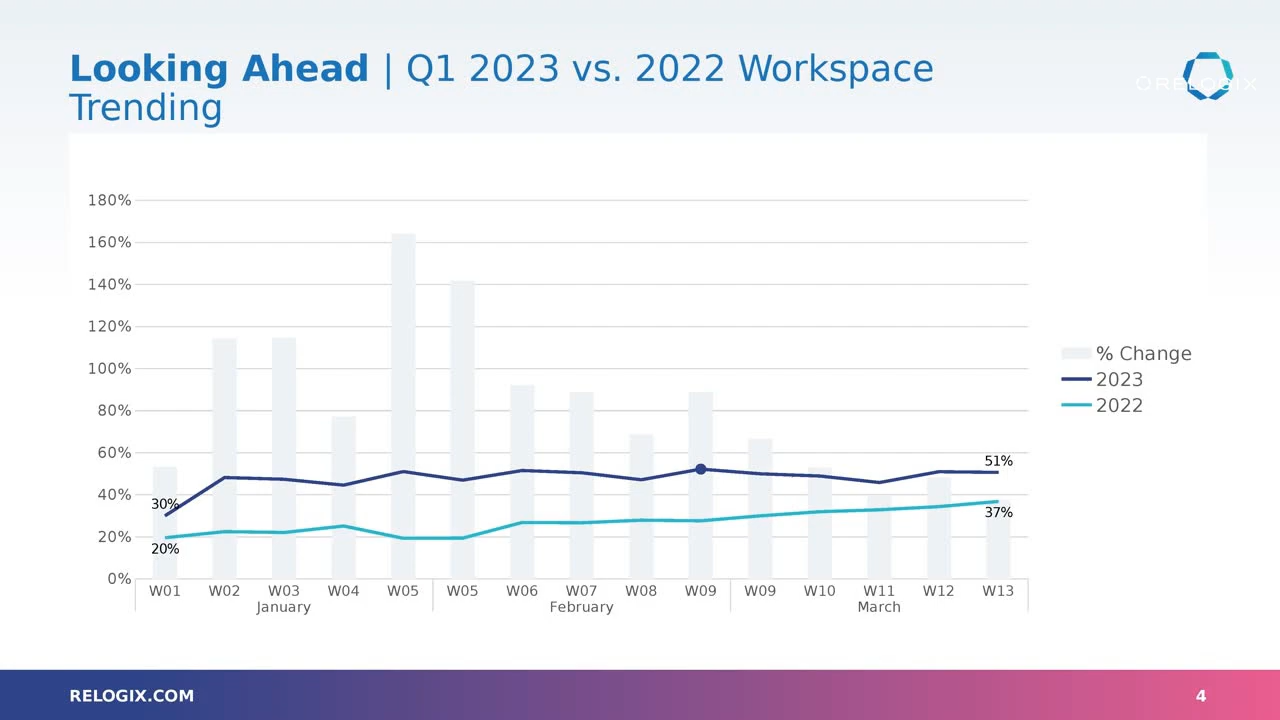 Looking Ahead | Q1 2023 vs. 2022 Workspace
Trending
RELOGIX
180%
160%
140%
120%
100%
80%
60%
40%
20%
0%
30%
20%
51%
37%
W01 W02 W03 W04 W05 W05 W06 W07 W08 W09 W09 W10 W11 W12 W13
January February March
% Change
2023
2022
RELOGIX.COM
4